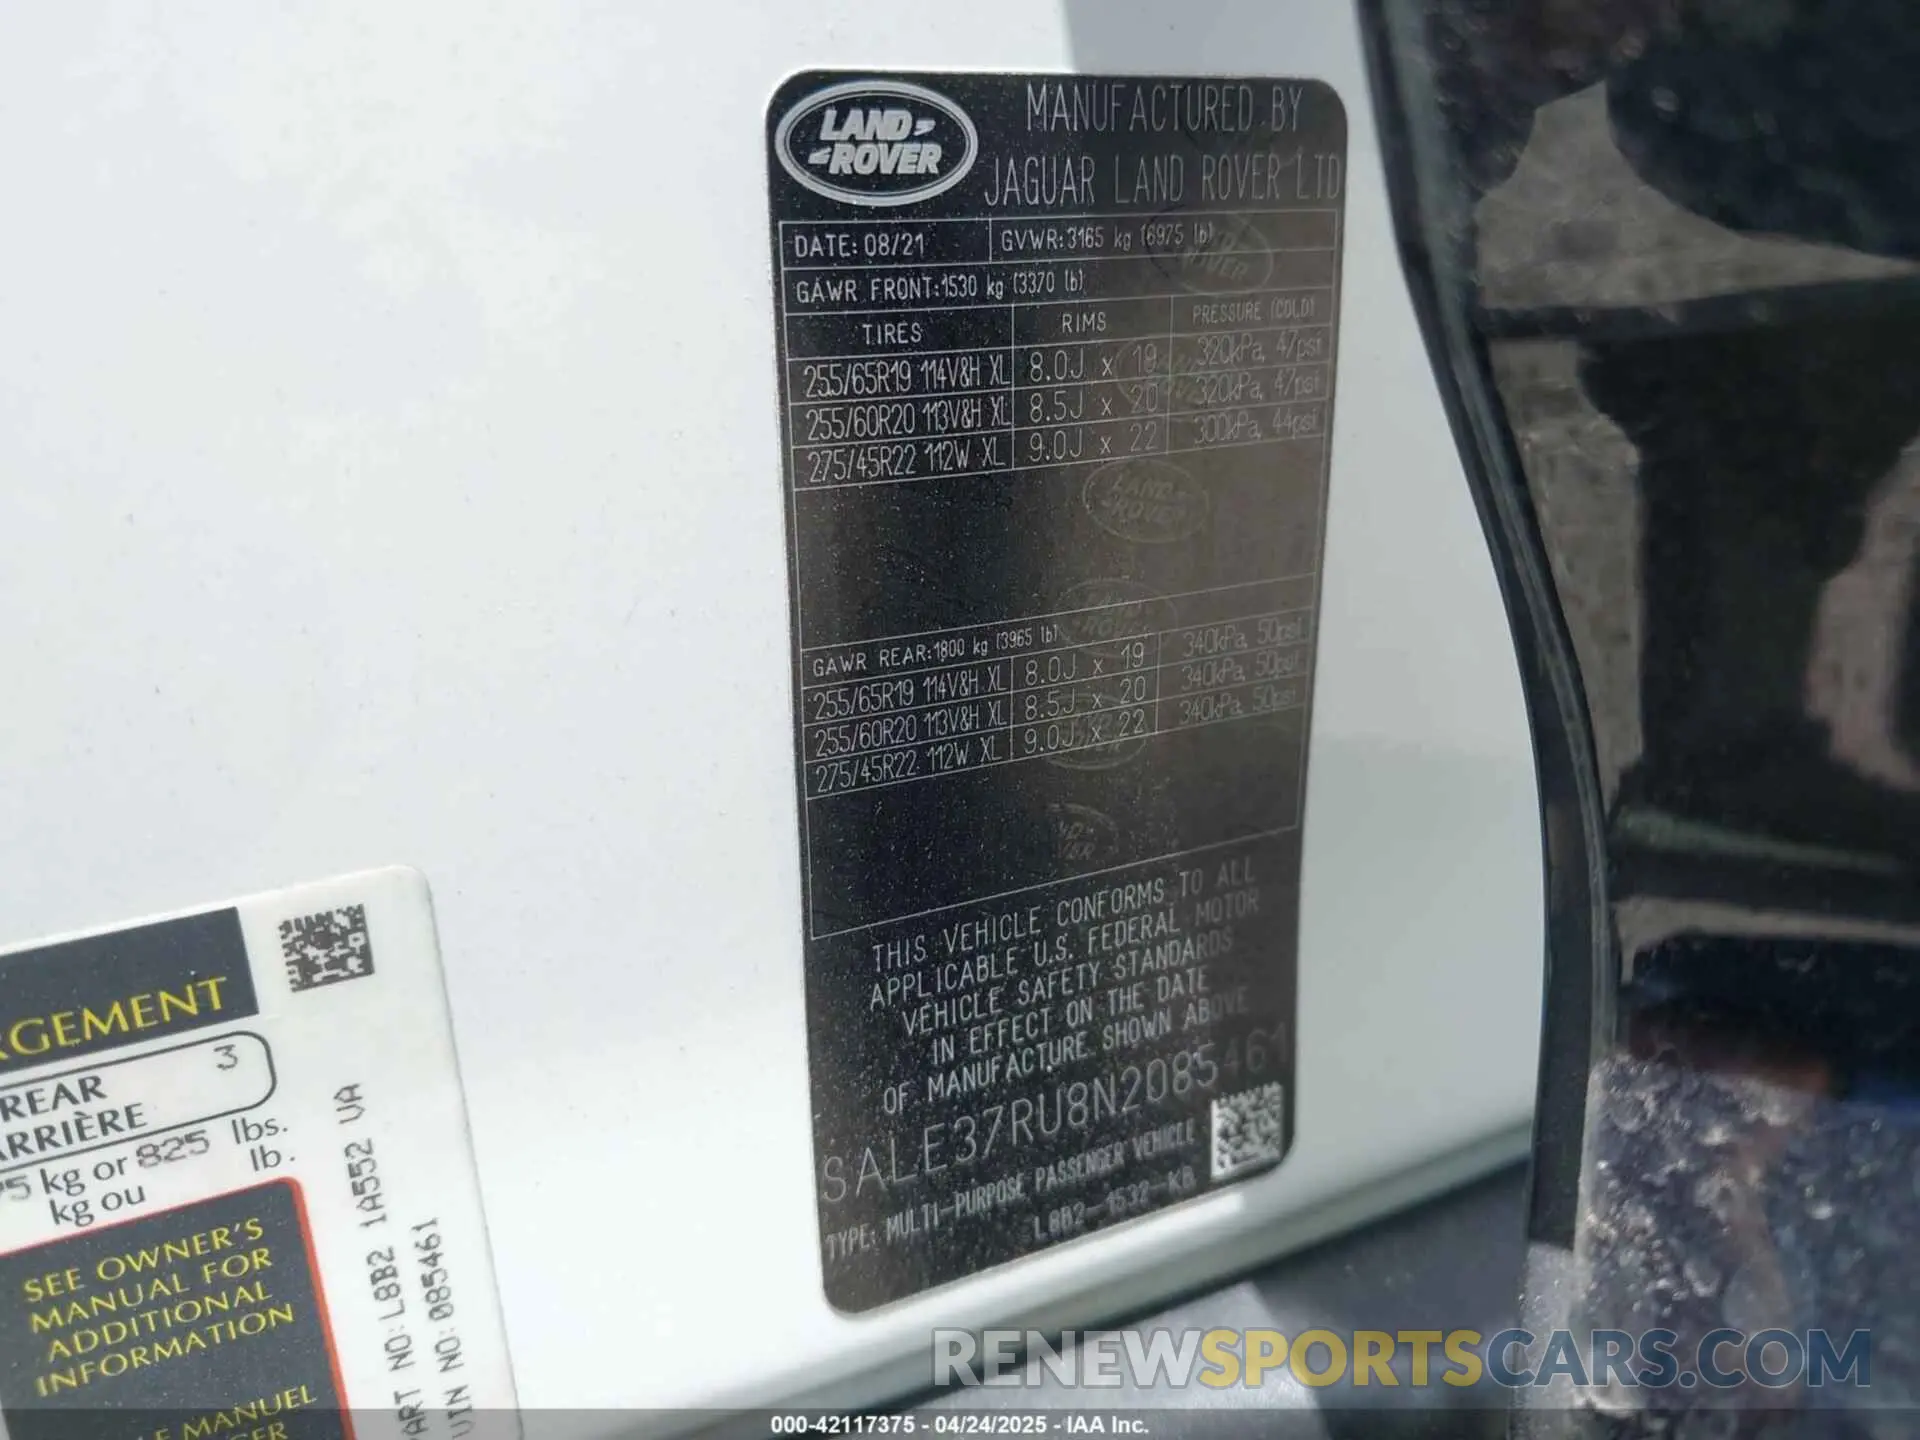 LAND-
-ROVER
MANUFACTURED BY
JAGUAR LAND ROVER LTD
DATE: 08/21
GVWR:3165 kg (6975 lb)
GAWR FRONT:1530 kg (3370 lb)
TIRES RIMS PRESSURE (COLD)
255/65R19 114V&H XL 8.0J x 19 320kPa, 47psi
255/60R20 113V&H XL 8.5J x 20 320kPa, 47psi
275/45R22 112W XL 9.0J x 22 300kPa, 44psi
GAWR REAR:1800 kg (3965 lb)
255/65R19 114V&H XL 8.0J x 19 340kPa, 50psi
255/60R20 113V&H XL 8.5J x 20 340kPa, 50psi
275/45R22 112W XL 9.0J x 22 340kPa, 50psi
THIS VEHICLE CONFORMS TO ALL
APPLICABLE U.S. FEDERAL MOTOR
VEHICLE SAFETY STANDARDS
IN EFFECT ON THE DATE
OF MANUFACTURE SHOWN ABOVE
SALE37RU8N2085461
TYPE: MULTI-PURPOSE PASSENGER VEHICLE
L8B2-1532-KB
RGEMENT
REAR 3
ARRIÈRE
75 kg or 825 lbs.
kg ou lb.
SEE OWNER'S
MANUAL FOR
ADDITIONAL
INFORMATION
E MANUEL
GER
PART NO:L8B2 1A552 VA
VIN NO:085461
RENEWSPORTSCARS.COM
000-42117375 - 04/24/2025 - IAA Inc.